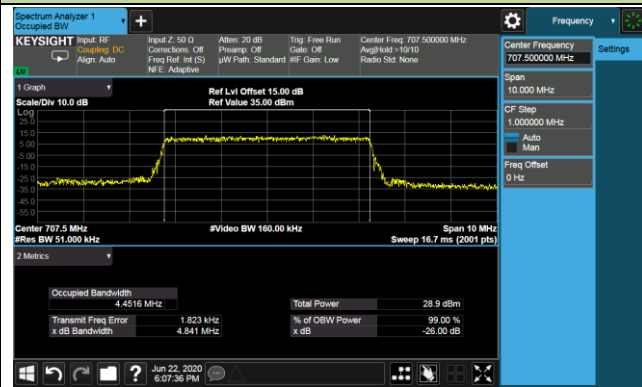 Spectrum Analyzer 1
Occupied BW
Frequency
KEYSIGHT
Input: RF
Coupling: DC
Align: Auto
Input Z: 50 Ω
Corrections: Off
Freq Ref: Int (S)
NFE: Adaptive
Atten: 20 dB
Preamp: Off
µW Path: Standard
Trig: Free Run
Gate: Off
#IF Gain: Low
Center Freq: 707.500000 MHz
Avg|Hold:>10/10
Radio Std: None
Center Frequency
707.500000 MHz
Settings
Span
10.000 MHz
CF Step
1.000000 MHz
Auto
Man
Freq Offset
0 Hz
1 Graph
Scale/Div 10.0 dB
Ref Lvl Offset 15.00 dB
Ref Value 35.00 dBm
Log
25.0
15.0
5.00
-5.00
-15.0
-25.0
-35.0
-45.0
-55.0
Center 707.5 MHz
#Video BW 160.00 kHz
Span 10 MHz
#Res BW 51.000 kHz
Sweep 16.7 ms (2001 pts)
2 Metrics
Occupied Bandwidth
4.4516 MHz
Total Power 28.9 dBm
Transmit Freq Error 1.823 kHz
% of OBW Power 99.00 %
x dB Bandwidth 4.841 MHz
x dB -26.00 dB
?
Jun 22, 2020
6:07:36 PM